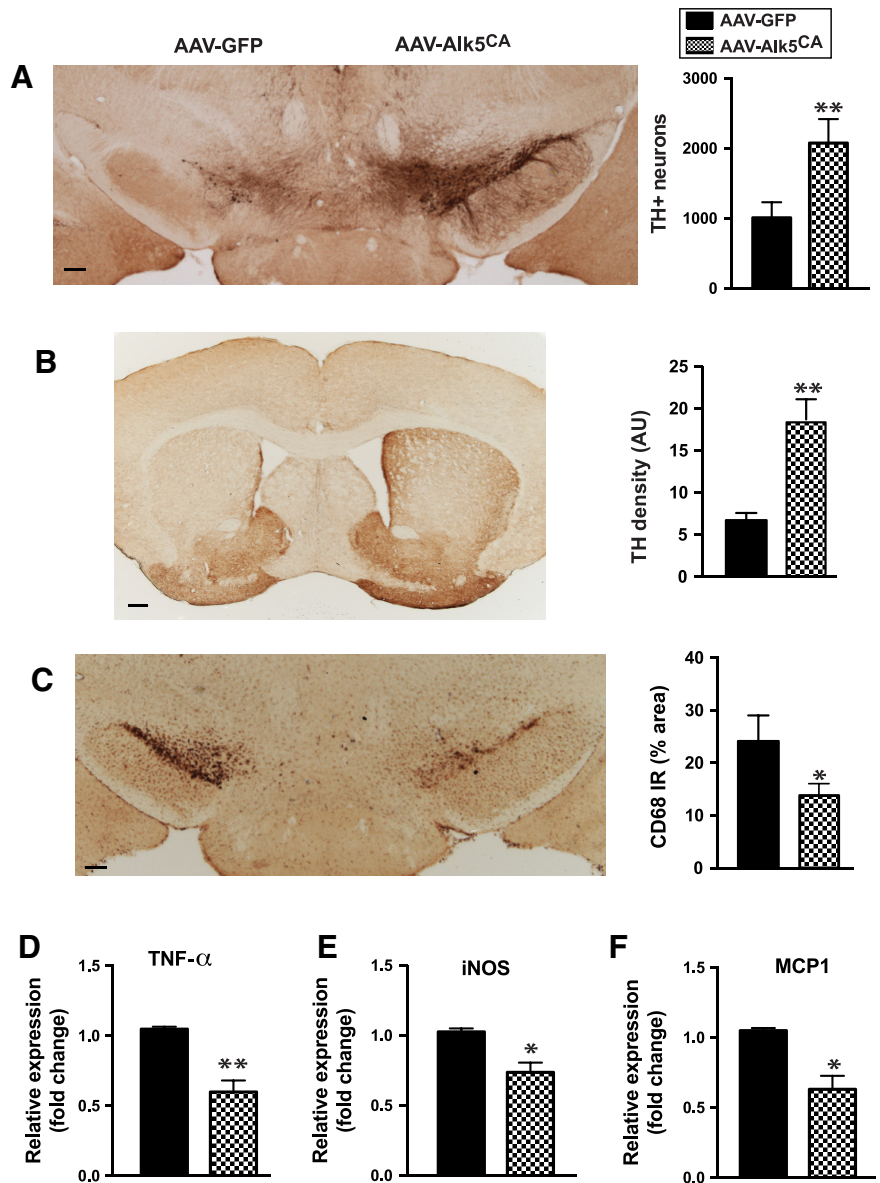 AAV-GFP
AAV-Alk5CA
AAV-GFP
AAV-Alk5CA
A
TH+ neurons
3000
2000
1000
0
**
B
TH density (AU)
25
20
15
10
5
0
**
C
CD68 IR (% area)
40
30
20
10
0
*
D
TNF-α
Relative expression
(fold change)
1.5
1.0
0.5
0.0
**
E
iNOS
Relative expression
(fold change)
1.5
1.0
0.5
0.0
*
F
MCP1
Relative expression
(fold change)
1.5
1.0
0.5
0.0
*